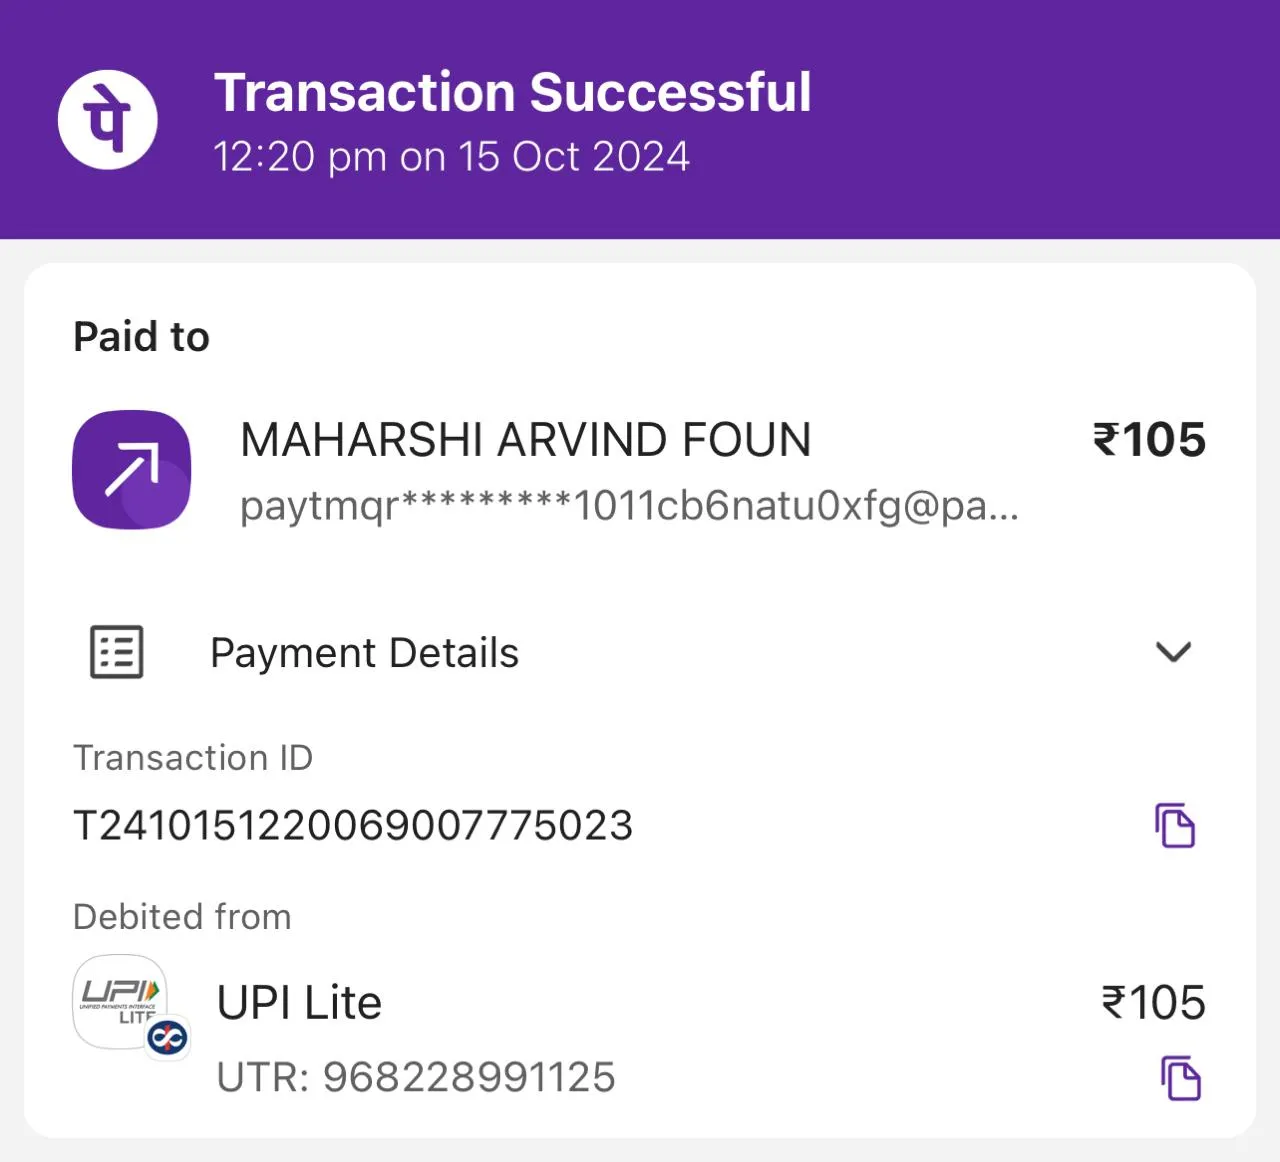 पे
Transaction Successful
12:20 pm on 15 Oct 2024
Paid to
MAHARSHI ARVIND FOUN
₹105
paytmqr*********1011cb6natu0xfg@pa...
Payment Details
Transaction ID
T2410151220069007775023
Debited from
UPI
UNIFIED PAYMENTS INTERFACE
LITE
UPI Lite
₹105
UTR: 968228991125